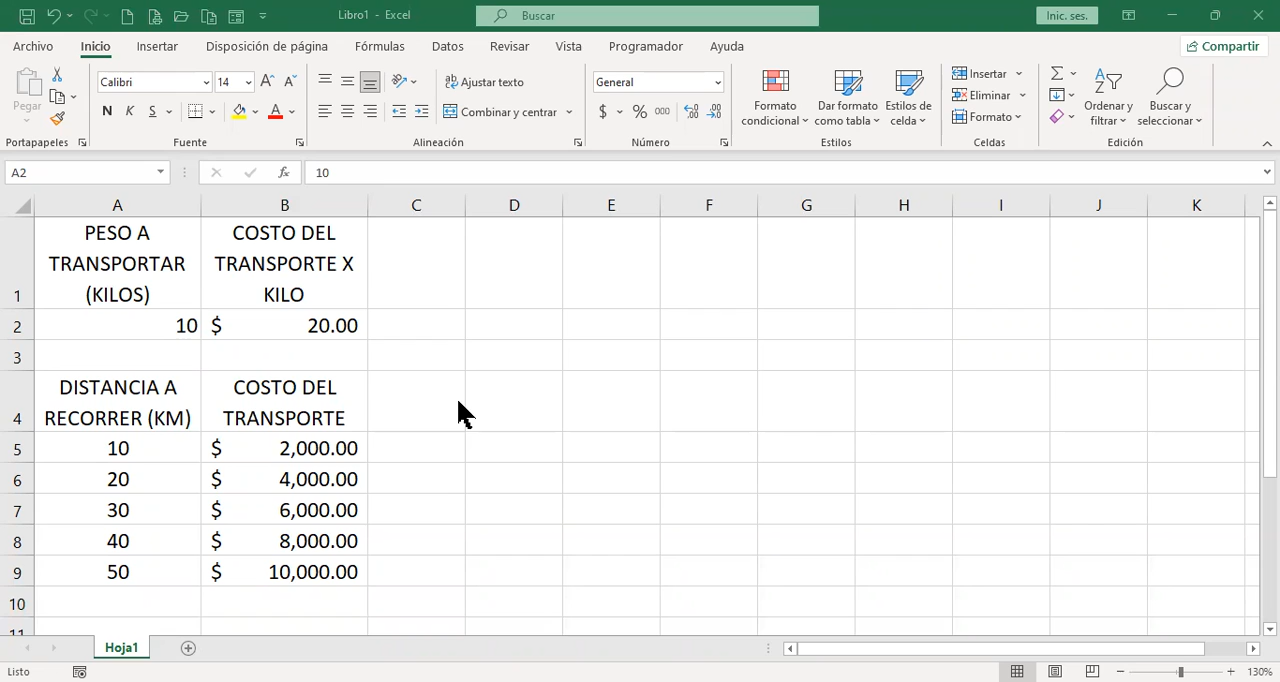 Libro1 - Excel
Buscar
Inic. ses.
Archivo
Inicio
Insertar
Disposición de página
Fórmulas
Datos
Revisar
Vista
Programador
Ayuda
Compartir
Pegar
Portapapeles
Calibri
14
N K S
Fuente
Ajustar texto
Combinar y centrar
Alineación
General
$ % 000
Número
Formato
condicional
Dar formato
como tabla
Estilos de
celda
Estilos
Insertar
Eliminar
Formato
Celdas
Ordenar y
filtrar
Buscar y
seleccionar
Edición
A2
fx
10
A B C D E F G H I J K
PESO A
TRANSPORTAR
(KILOS)
COSTO DEL
TRANSPORTE X
KILO
1
2 10 $ 20.00
3
DISTANCIA A
RECORRER (KM)
COSTO DEL
TRANSPORTE
4
5 10 $ 2,000.00
6 20 $ 4,000.00
7 30 $ 6,000.00
8 40 $ 8,000.00
9 50 $ 10,000.00
10
11
Hoja1
Listo
130%